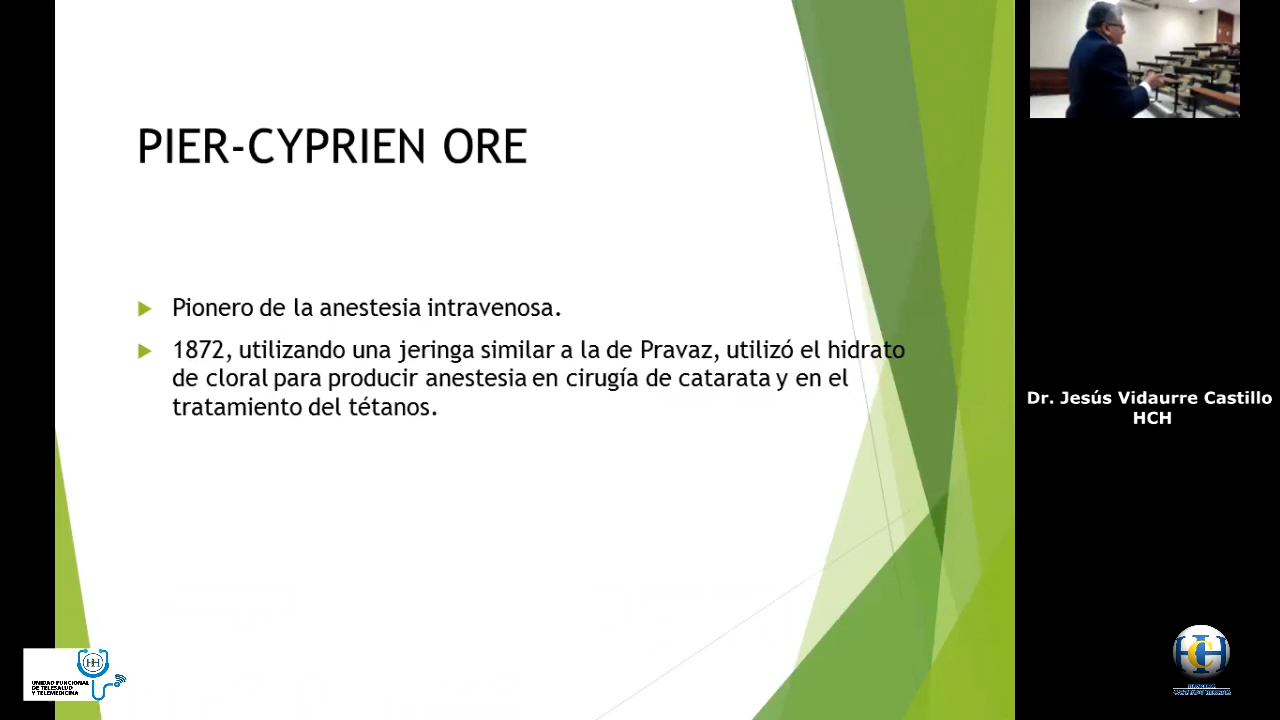 PIER-CYPRIEN ORE
Pionero de la anestesia intravenosa.
1872, utilizando una jeringa similar a la de Pravaz, utilizó el hidrato
de cloral para producir anestesia en cirugía de catarata y en el
tratamiento del tétanos.
Dr. Jesús Vidaurre Castillo
HCH
HH
UNIDAD FUNCIONAL
DE TELESALUD
Y TELEMEDICINA
HCH